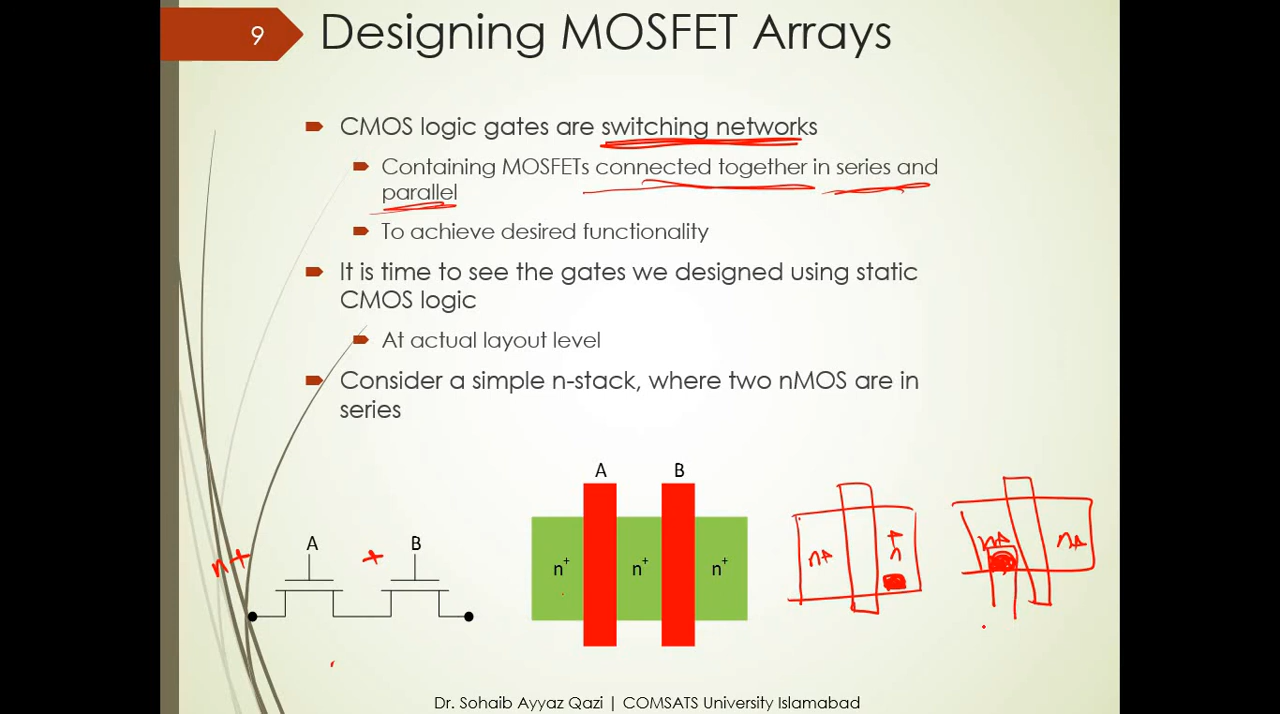 9
Designing MOSFET Arrays
CMOS logic gates are switching networks
Containing MOSFETs connected together in series and
parallel
To achieve desired functionality
It is time to see the gates we designed using static
CMOS logic
At actual layout level
Consider a simple n-stack, where two nMOS are in
series
A B
n+ +
A B
n+ n+ n+
n+ n+
n+ n+
Dr. Sohaib Ayyaz Qazi | COMSATS University Islamabad